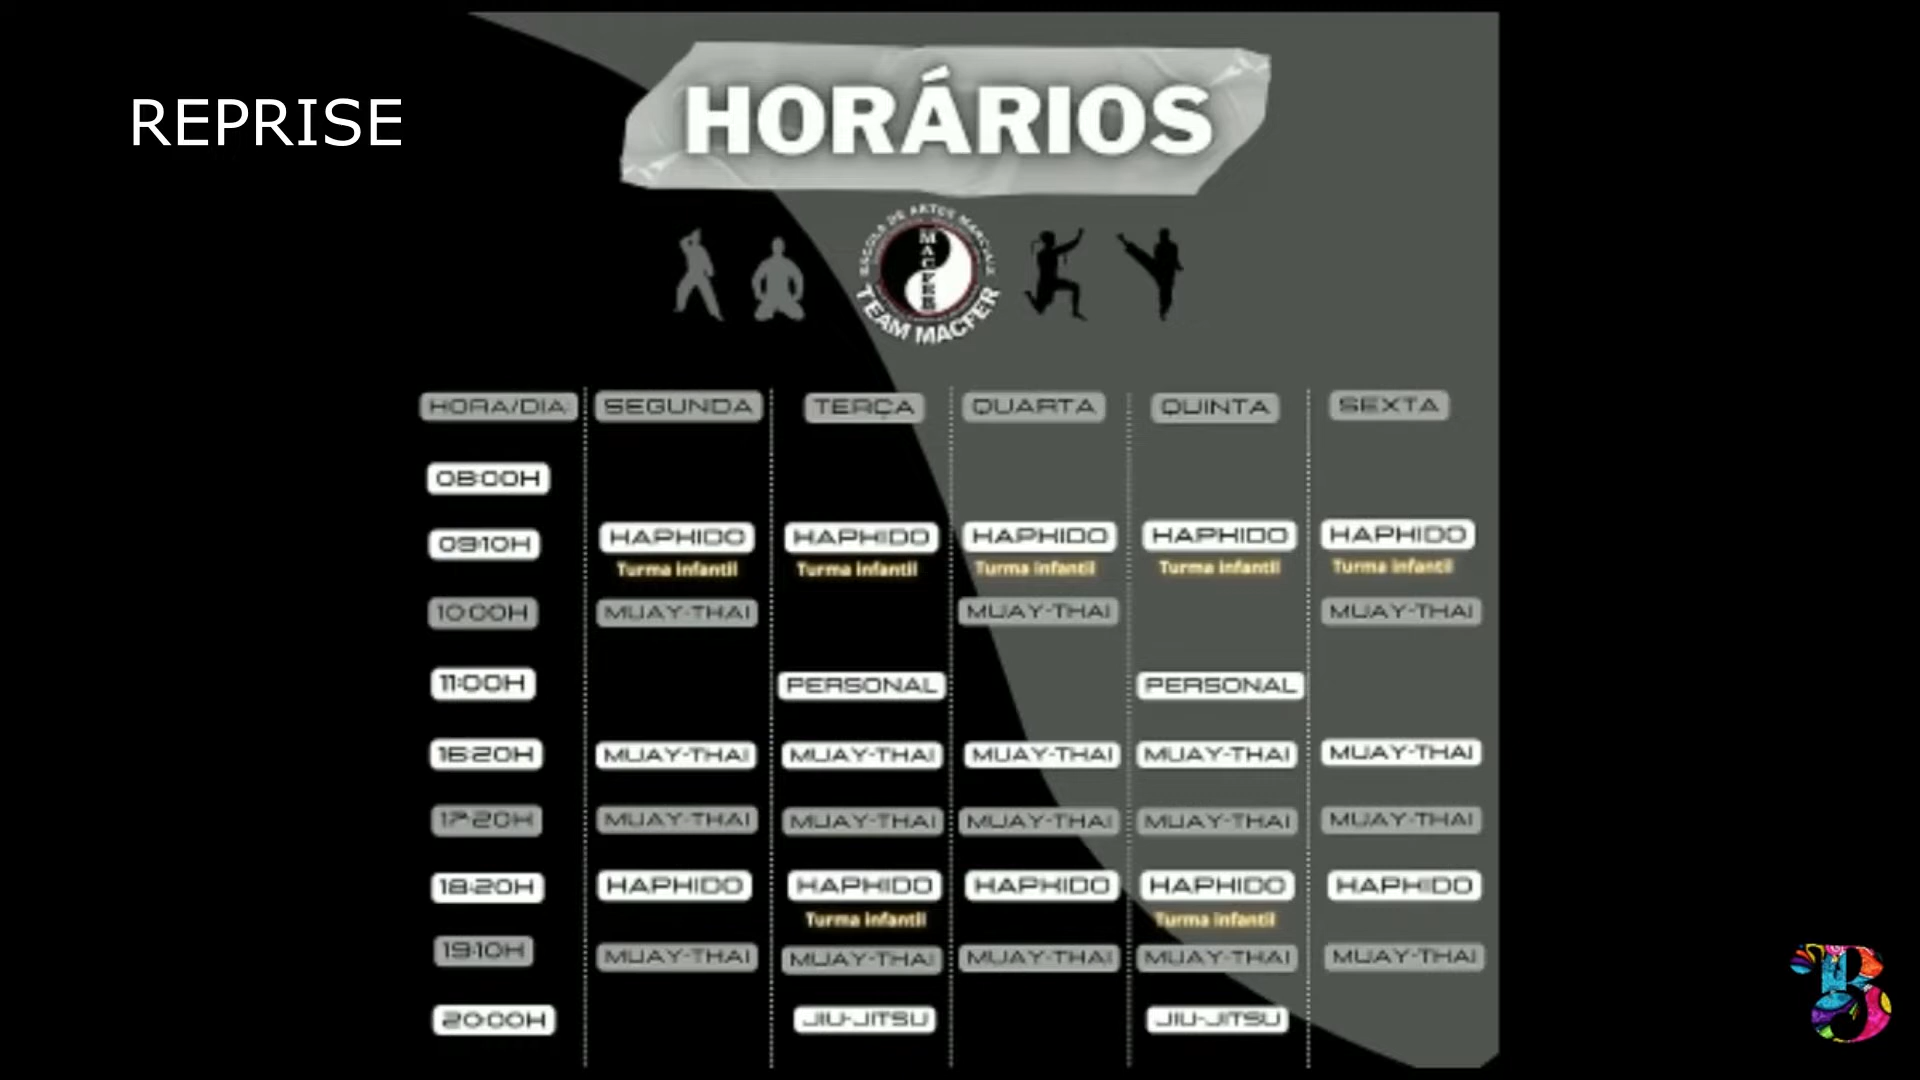 REPRISE
HORÁRIOS
ESCOLA DE ARTES MARCIAIS
MACFER
TEAM MACFER
HORA/DIA SEGUNDA TERÇA QUARTA QUINTA SEXTA
08:00H
09:10H HAPHIDO HAPHIDO HAPHIDO HAPHIDO HAPHIDO
Turma infantil Turma infantil Turma infantil Turma infantil Turma infantil
10:00H MUAY-THAI MUAY-THAI MUAY-THAI
11:00H PERSONAL PERSONAL
16:20H MUAY-THAI MUAY-THAI MUAY-THAI MUAY-THAI MUAY-THAI
17:20H MUAY-THAI MUAY-THAI MUAY-THAI MUAY-THAI MUAY-THAI
18:20H HAPHIDO HAPHIDO HAPHIDO HAPHIDO HAPHIDO
Turma infantil Turma infantil
19:10H MUAY-THAI MUAY-THAI MUAY-THAI MUAY-THAI MUAY-THAI
20:00H JIU-JITSU JIU-JITSU
B